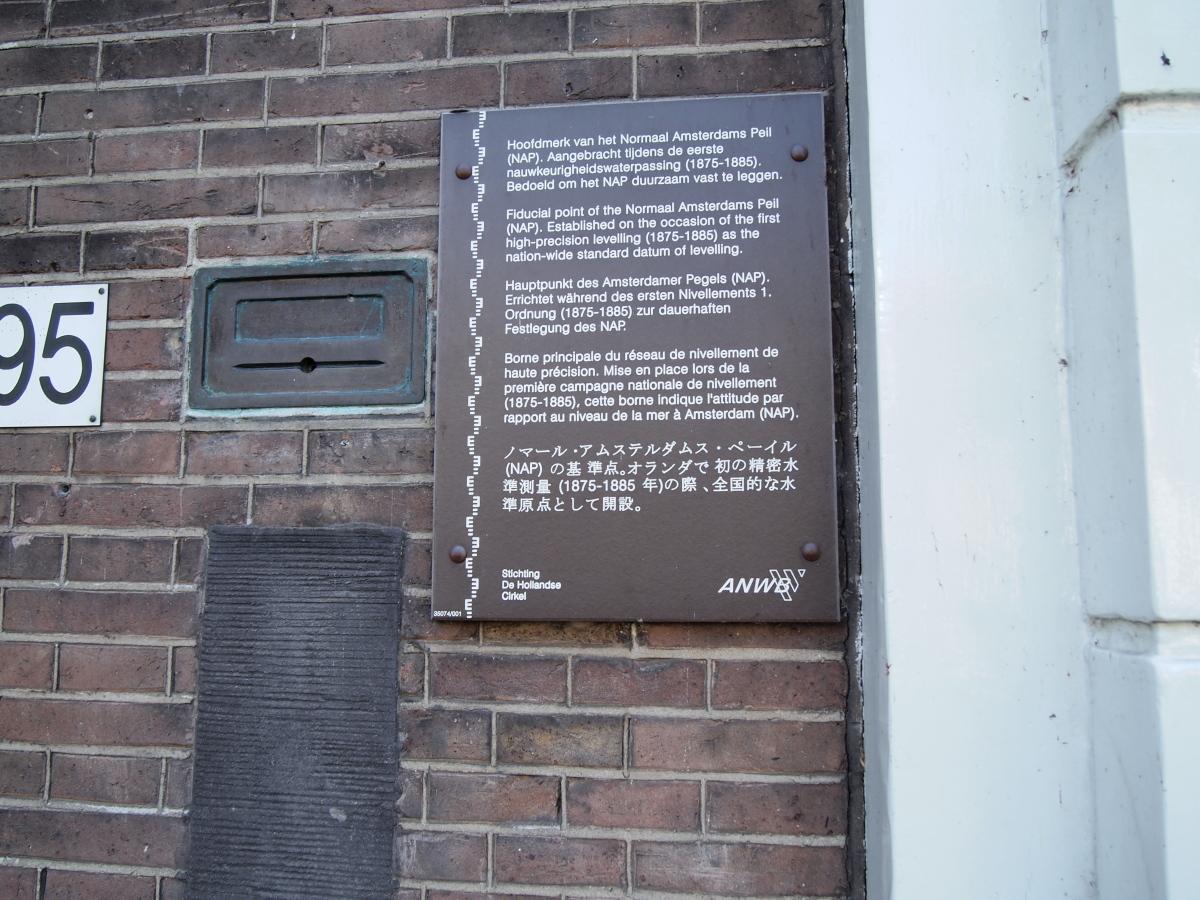 95
Hoofdmerk van het Normaal Amsterdams Peil
(NAP). Aangebracht tijdens de eerste
nauwkeurigheidswaterpassing (1875-1885).
Bedoeld om het NAP duurzaam vast te leggen.
Fiducial point of the Normaal Amsterdams Peil
(NAP). Established on the occasion of the first
high-precision levelling (1875-1885) as the
nation-wide standard datum of levelling.
Hauptpunkt des Amsterdamer Pegels (NAP).
Errichtet während des ersten Nivellements 1.
Ordnung (1875-1885) zur dauerhaften
Festlegung des NAP.
Borne principale du réseau de nivellement de
haute précision. Mise en place lors de la
première campagne nationale de nivellement
(1875-1885), cette borne indique l'attitude par
rapport au niveau de la mer à Amsterdam (NAP).
ノマール・アムステルダムス・ペーイル
(NAP) の基準点。オランダで初の精密水
準測量 (1875-1885 年)の際、全国的な水
準原点として開設。
Stichting
De Hollandse
Cirkel
ANWB
35074/001